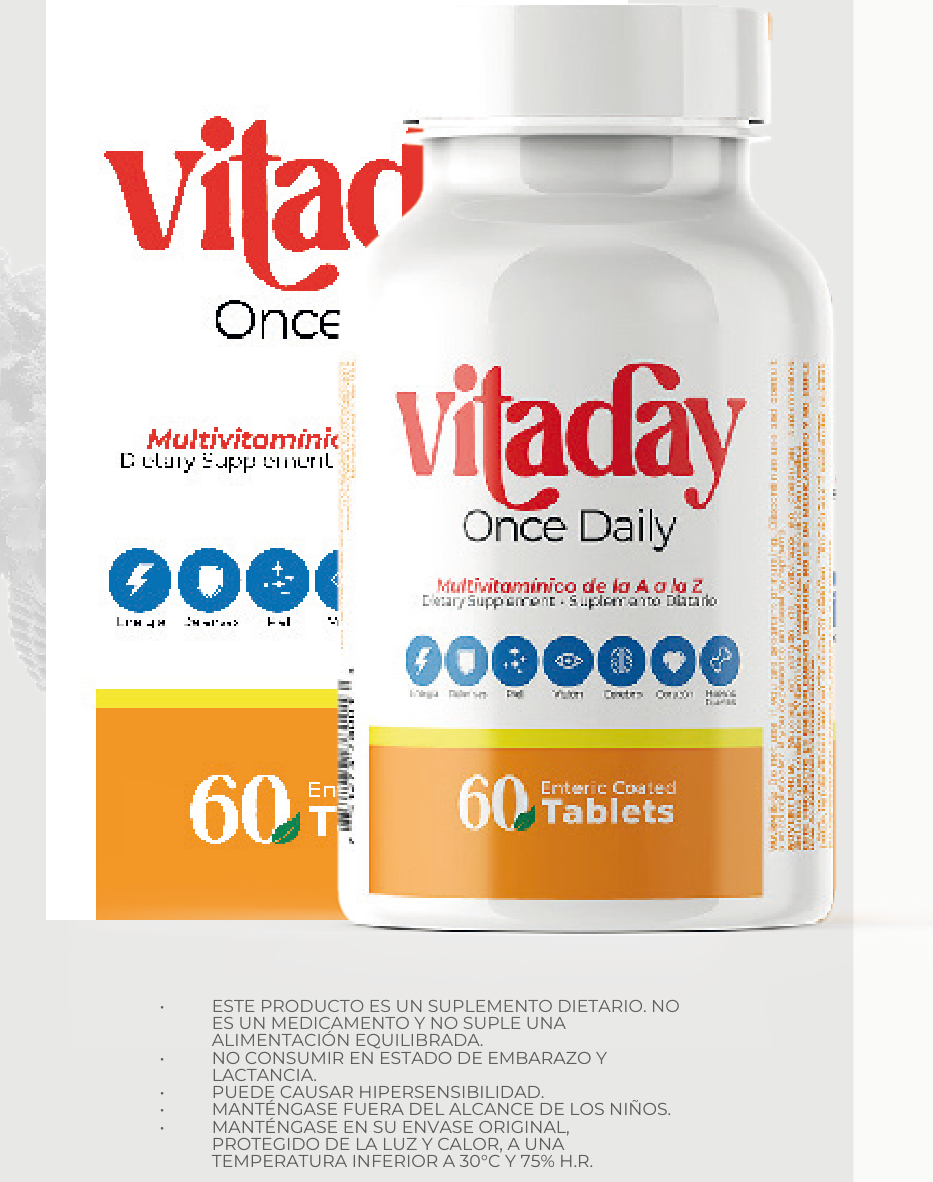 vitad
Once
Multivitamínic
Dietary Supplement
Energía Defensas Piel
60 En
T
vitaday
Once Daily
Multivitamínico de la A a la Z
Dietary Supplement - Suplemento Dietario
Energía Defensas Piel Visión Cerebro Corazón Huesos
60 Enteric Coated
Tablets
• ESTE PRODUCTO ES UN SUPLEMENTO DIETARIO. NO
ES UN MEDICAMENTO Y NO SUPLE UNA
ALIMENTACIÓN EQUILIBRADA.
• NO CONSUMIR EN ESTADO DE EMBARAZO Y
LACTANCIA.
• PUEDE CAUSAR HIPERSENSIBILIDAD.
• MANTÉNGASE FUERA DEL ALCANCE DE LOS NIÑOS.
• MANTÉNGASE EN SU ENVASE ORIGINAL,
PROTEGIDO DE LA LUZ Y CALOR, A UNA
TEMPERATURA INFERIOR A 30°C Y 75% H.R.